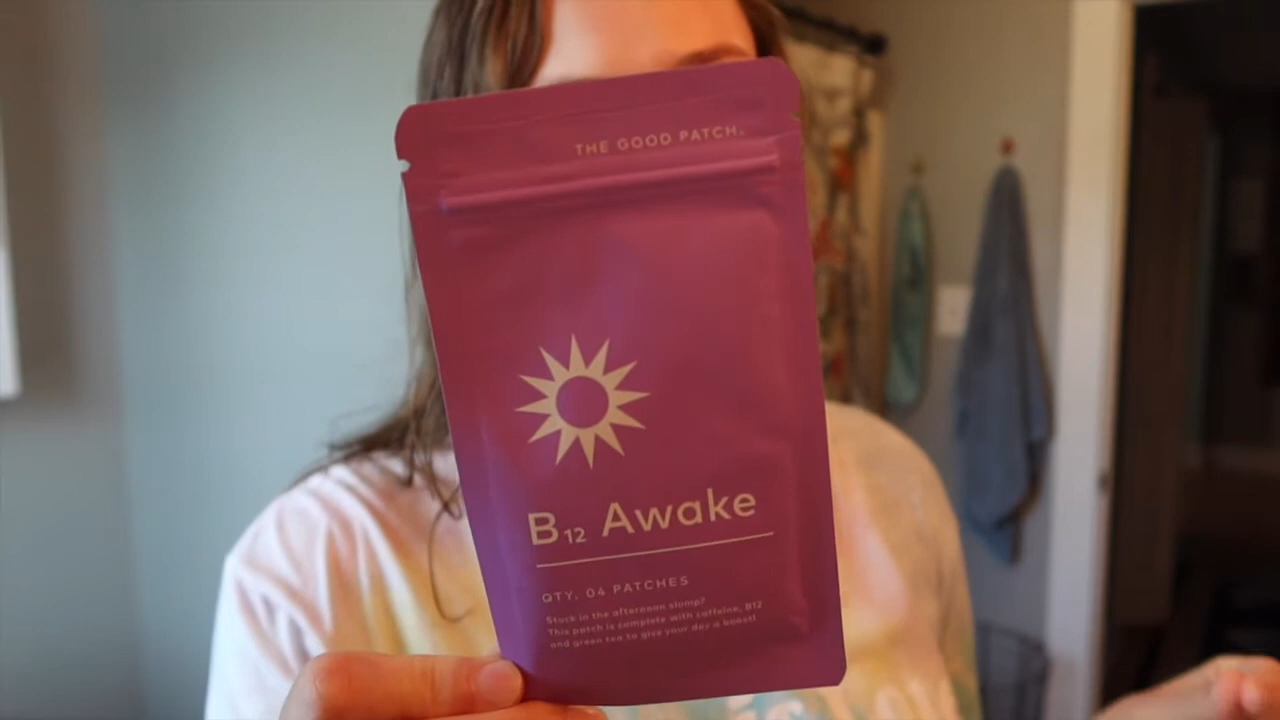 THE GOOD PATCH.
B12 Awake
QTY. 04 PATCHES
Stuck in the afternoon slump?
This patch is complete with caffeine, B12
and green tea to give your day a boost!